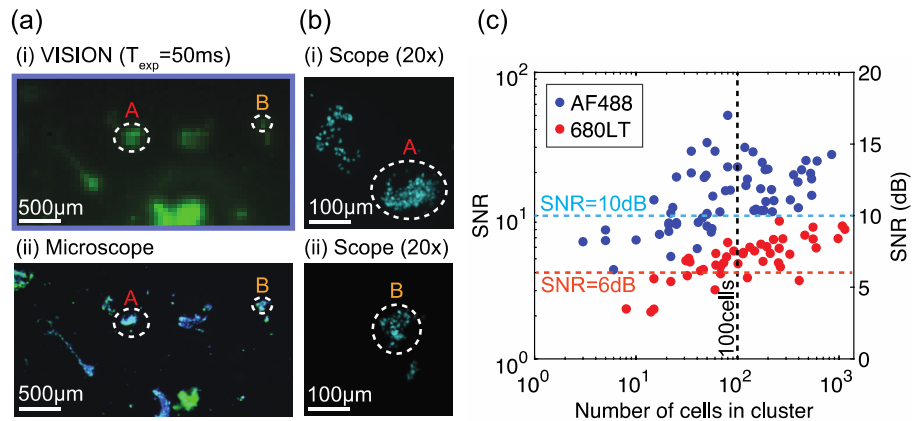 (a)
(i) VISION (Texp=50ms)
A
B
500μm
(ii) Microscope
A
B
500μm
(b)
(i) Scope (20x)
A
100μm
(ii) Scope (20x)
B
100μm
(c)
10²
10¹
10⁰
SNR
AF488
680LT
SNR=10dB
SNR=6dB
100cells
20
15
10
5
0
SNR (dB)
10⁰ 10¹ 10² 10³
Number of cells in cluster